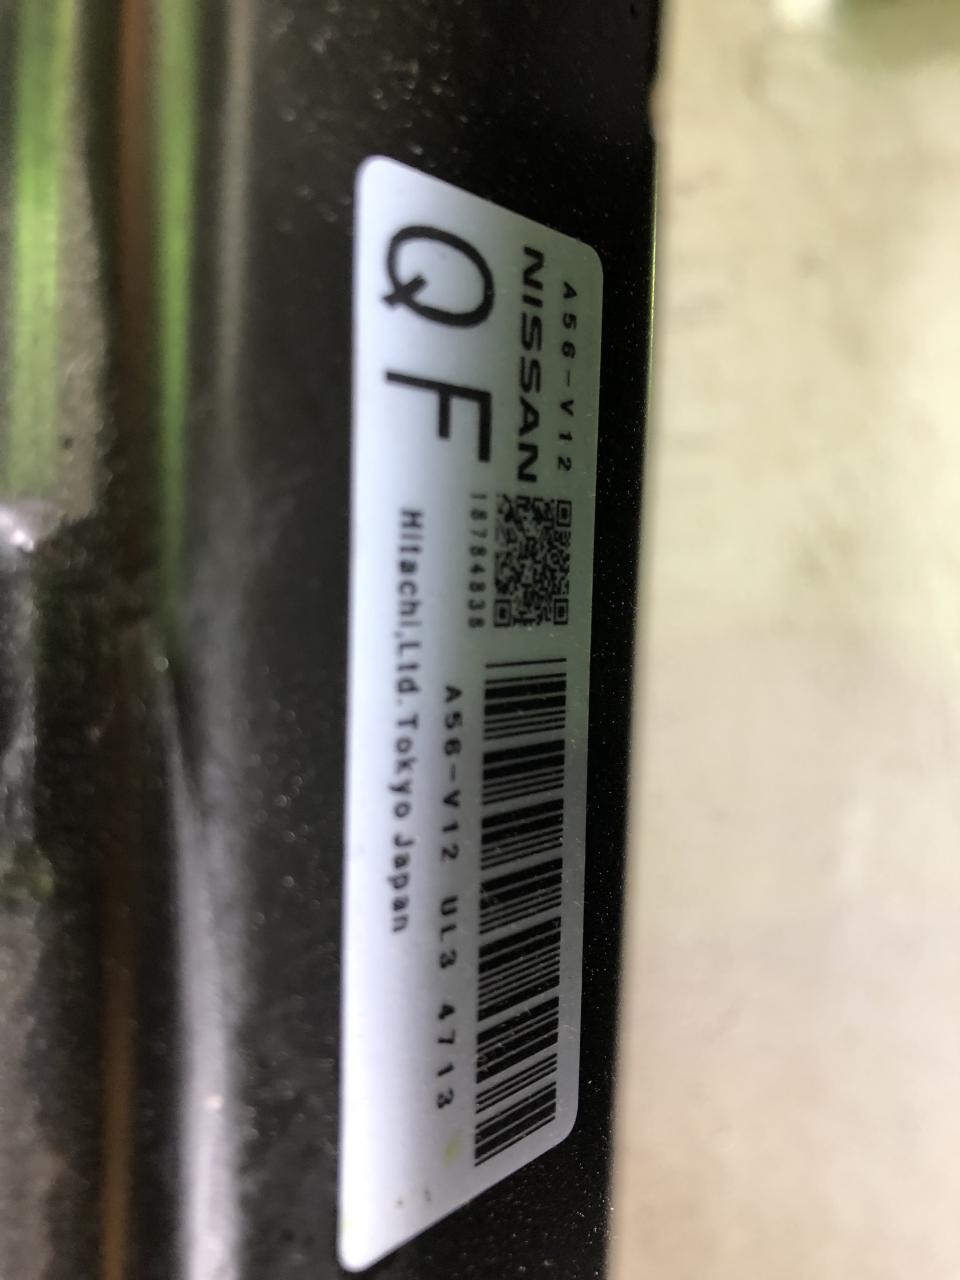 A56-V12
NISSAN
QF
18784838
A56-V12 UL3 4713
Hitachi,Ltd. Tokyo Japan